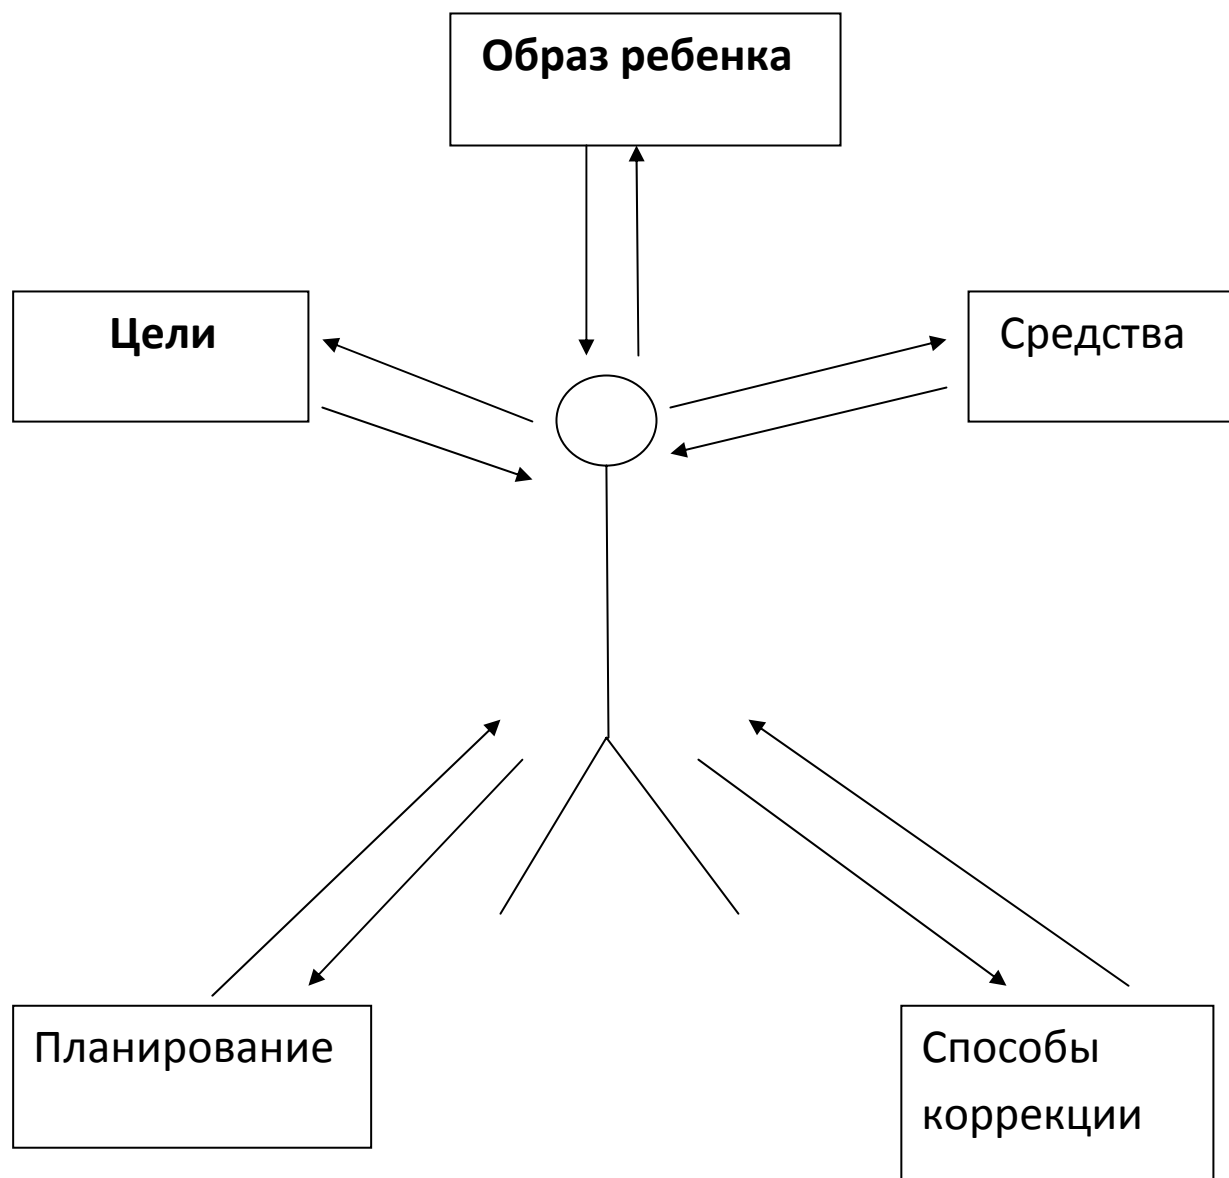 Образ ребенка
Цели
Средства
Планирование
Способы
коррекции